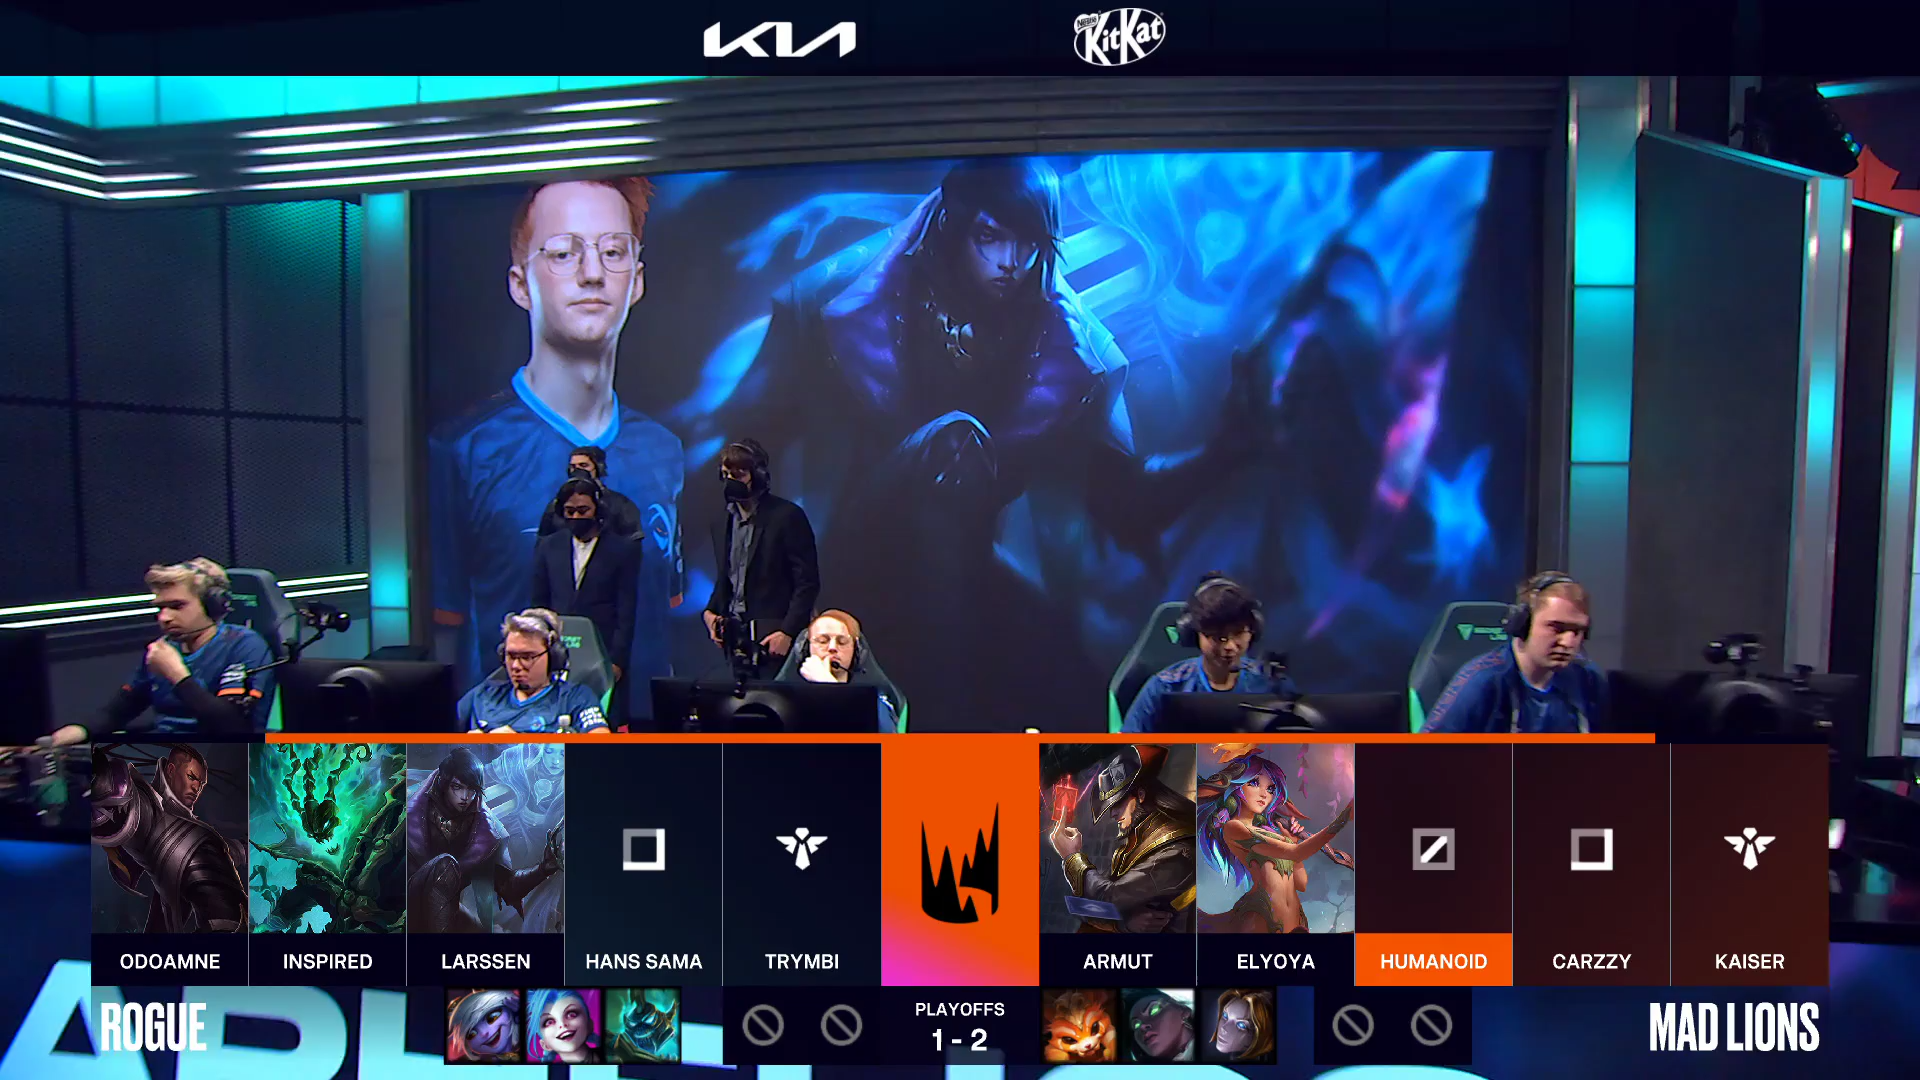 KIA
Nestlé
KitKat
ODOAMNE
INSPIRED
LARSSEN
HANS SAMA
TRYMBI
ARMUT
ELYOYA
HUMANOID
CARZZY
KAISER
ROGUE
PLAYOFFS
1 - 2
MAD LIONS